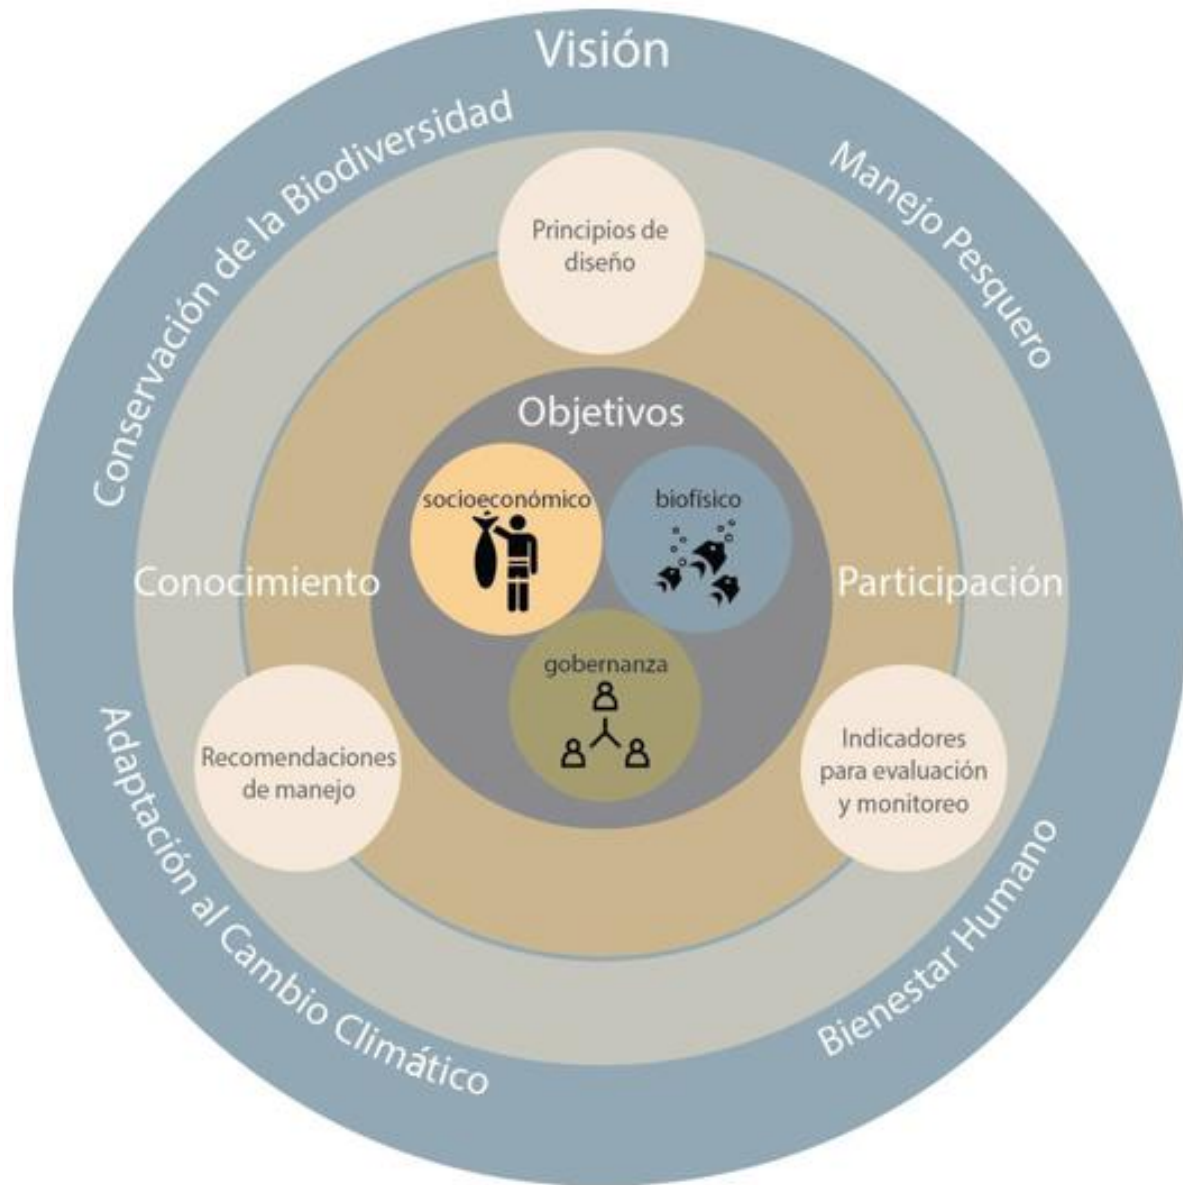 Visión
Conservación de la Biodiversidad
Manejo Pesquero
Principios de
diseño
Objetivos
socioeconómico
biofísico
Conocimiento
Participación
gobernanza
Recomendaciones
de manejo
Indicadores
para evaluación
y monitoreo
Adaptación al Cambio Climático
Bienestar Humano